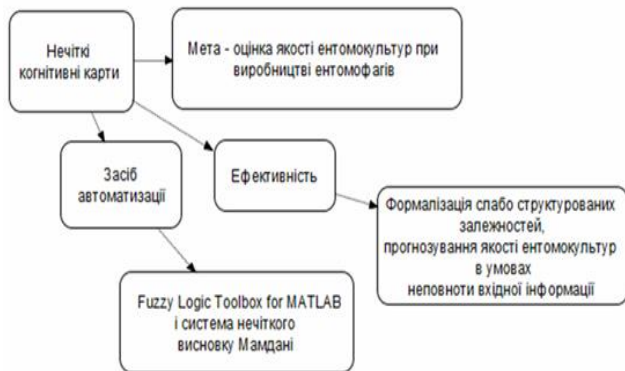 Нечіткі
когнітивні карти
Мета - оцінка якості ентомокультур при
виробництві ентомофагів
Засіб
автоматизації
Ефективність
Формалізація слабо структурованих
залежностей,
прогнозування якості ентомокультур
в умовах
неповноти вхідної інформації
Fuzzy Logic Toolbox for MATLAB
і система нечіткого
висновку Мамдані